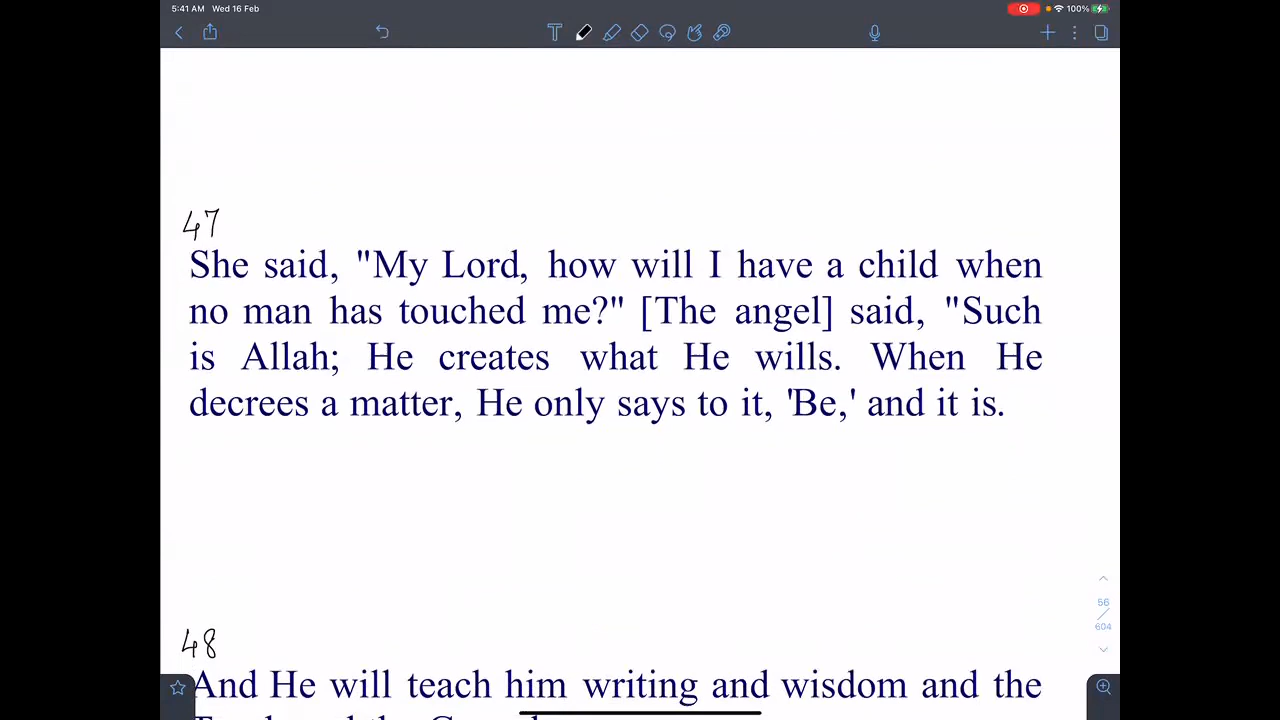 5:41 AM Wed 16 Feb
100%
T
47
She said, "My Lord, how will I have a child when
no man has touched me?" [The angel] said, "Such
is Allah; He creates what He wills. When He
decrees a matter, He only says to it, 'Be,' and it is.
56
/
604
48
And He will teach him writing and wisdom and the